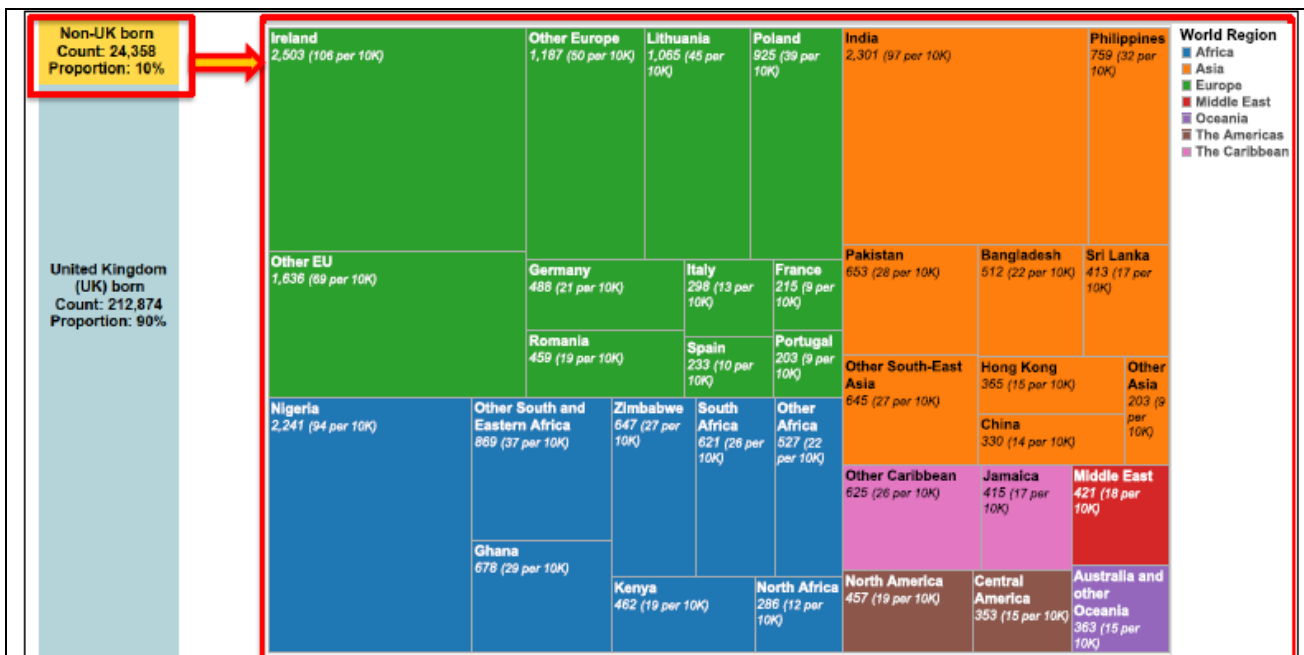 Non-UK born
Count: 24,358
Proportion: 10%
United Kingdom
(UK) born
Count: 212,874
Proportion: 90%
Ireland
2,503 (106 per 10K)
Other Europe
1,187 (50 per 10K)
Lithuania
1,065 (45 per
10K)
Poland
925 (39 per
10K)
India
2,301 (97 per 10K)
Philippines
759 (32 per
10K)
Other EU
1,636 (69 per 10K)
Germany
488 (21 per 10K)
Italy
298 (13 per
10K)
France
215 (9 per
10K)
Romania
459 (19 per 10K)
Spain
233 (10 per
10K)
Portugal
203 (9 per
10K)
Pakistan
653 (28 per 10K)
Bangladesh
512 (22 per 10K)
Sri Lanka
413 (17 per
10K)
Other South-East
Asia
645 (27 per 10K)
Hong Kong
365 (15 per 10K)
China
330 (14 per 10K)
Other
Asia
203 (9
per
10K)
Nigeria
2,241 (94 per 10K)
Other South and
Eastern Africa
869 (37 per 10K)
Zimbabwe
647 (27 per
10K)
South
Africa
621 (26 per
10K)
Other
Africa
527 (22
per 10K)
Ghana
678 (29 per 10K)
Kenya
462 (19 per 10K)
North Africa
286 (12 per
10K)
Other Caribbean
625 (26 per 10K)
Jamaica
415 (17 per
10K)
Middle East
421 (18 per
10K)
North America
457 (19 per 10K)
Central
America
353 (15 per 10K)
Australia and
other
Oceania
363 (15 per
10K)
World Region
Africa
Asia
Europe
Middle East
Oceania
The Americas
The Caribbean